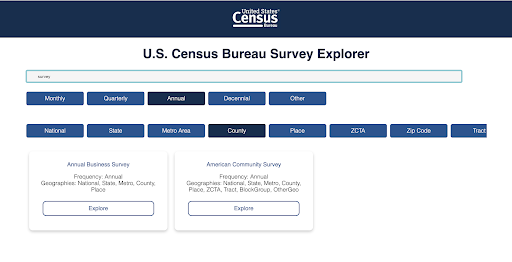 United States®
Census
Bureau
U.S. Census Bureau Survey Explorer
survey
Monthly
Quarterly
Annual
Decennial
Other
National
State
Metro Area
County
Place
ZCTA
Zip Code
Tract
Annual Business Survey
Frequency: Annual
Geographies: National, State, Metro, County,
Place
Explore
American Community Survey
Frequency: Annual
Geographies: National, State, Metro, County,
Place, ZCTA, Tract, BlockGroup, OtherGeo
Explore